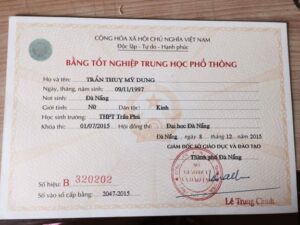 CỘNG HÒA XÃ HỘI CHỦ NGHĨA VIỆT NAM
Độc lập - Tự do - Hạnh phúc
BẰNG TỐT NGHIỆP TRUNG HỌC PHỔ THÔNG
Họ và tên: TRẦN THUỴ MỸ DUNG
Ngày, tháng, năm sinh: 09/11/1997
Nơi sinh: Đà Nẵng
Giới tính: Nữ Dân tộc: Kinh
Học sinh trường: THPT Trần Phú
Khóa thi: 01/07/2015 Hội đồng thi: Đại học Đà Nẵng
Đà Nẵng, ngày 8 tháng 12 năm 2015
GIÁM ĐỐC SỞ GIÁO DỤC VÀ ĐÀO TẠO
Thành phố Đà Nẵng
Số hiệu: B 320202
Số vào sổ cấp bằng: 2047-2015
Lê Trung Chinh